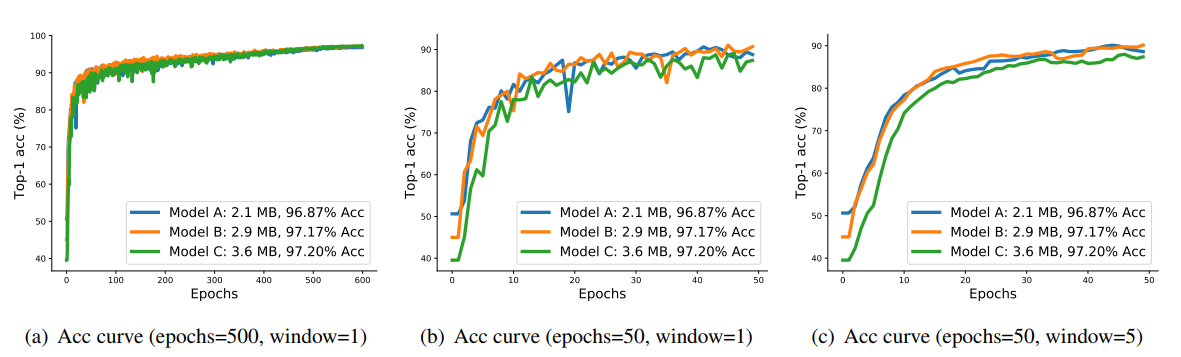 100
90
80
70
60
50
40
Top-1 acc (%)
0
100
200
300
400
500
600
Epochs
Model A: 2.1 MB, 96.87% Acc
Model B: 2.9 MB, 97.17% Acc
Model C: 3.6 MB, 97.20% Acc
(a) Acc curve (epochs=500, window=1)
90
80
70
60
50
40
Top-1 acc (%)
0
10
20
30
40
50
Epochs
Model A: 2.1 MB, 96.87% Acc
Model B: 2.9 MB, 97.17% Acc
Model C: 3.6 MB, 97.20% Acc
(b) Acc curve (epochs=50, window=1)
90
80
70
60
50
40
Top-1 acc (%)
0
10
20
30
40
50
Epochs
Model A: 2.1 MB, 96.87% Acc
Model B: 2.9 MB, 97.17% Acc
Model C: 3.6 MB, 97.20% Acc
(c) Acc curve (epochs=50, window=5)